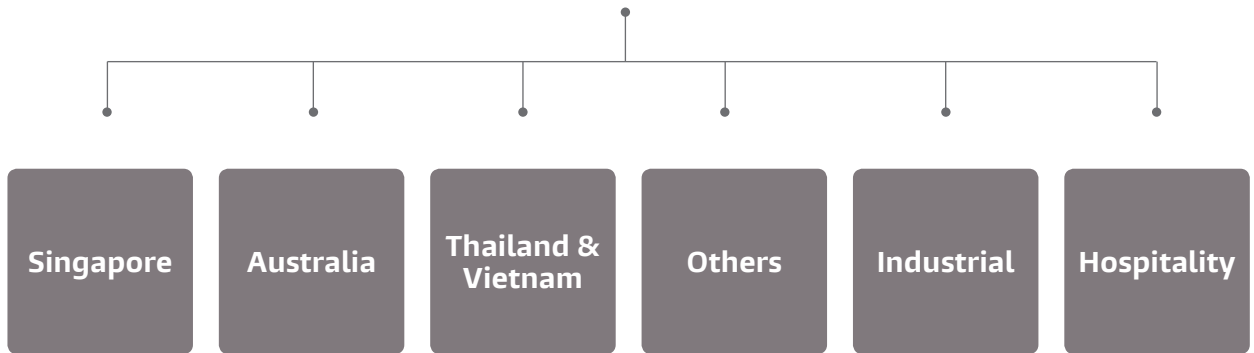 Singapore
Australia
Thailand &
Vietnam
Others
Industrial
Hospitality